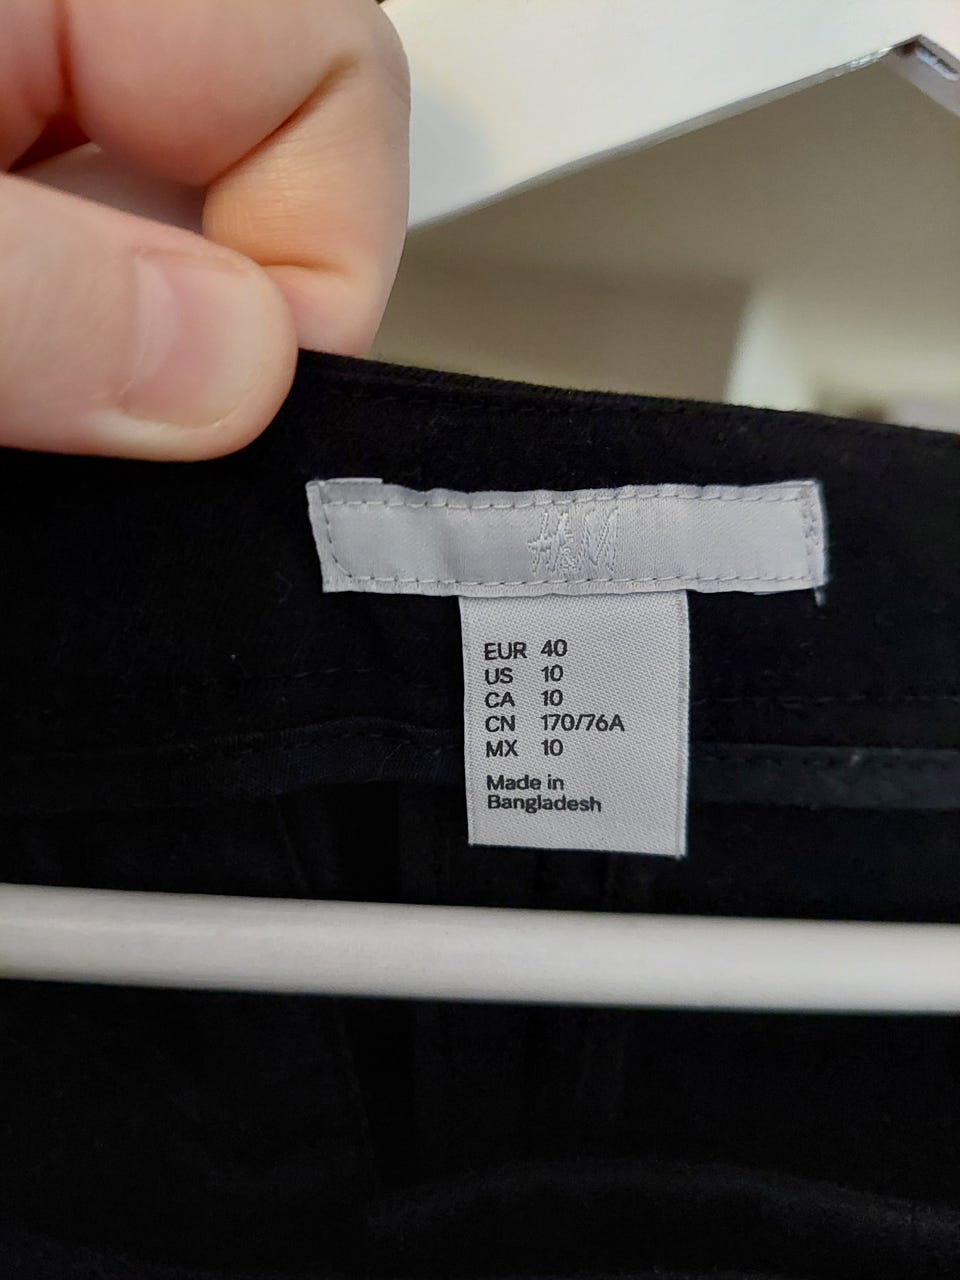 H&M
EUR 40
US 10
CA 10
CN 170/76A
MX 10
Made in
Bangladesh